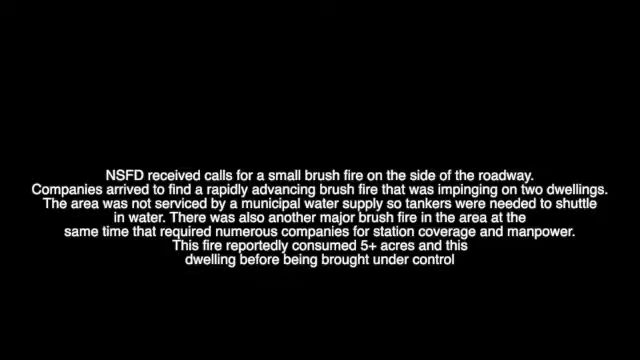 NSFD received calls for a small brush fire on the side of the roadway.
Companies arrived to find a rapidly advancing brush fire that was impinging on two dwellings.
The area was not serviced by a municipal water supply so tankers were needed to shuttle
in water. There was also another major brush fire in the area at the
same time that required numerous companies for station coverage and manpower.
This fire reportedly consumed 5+ acres and this
dwelling before being brought under control